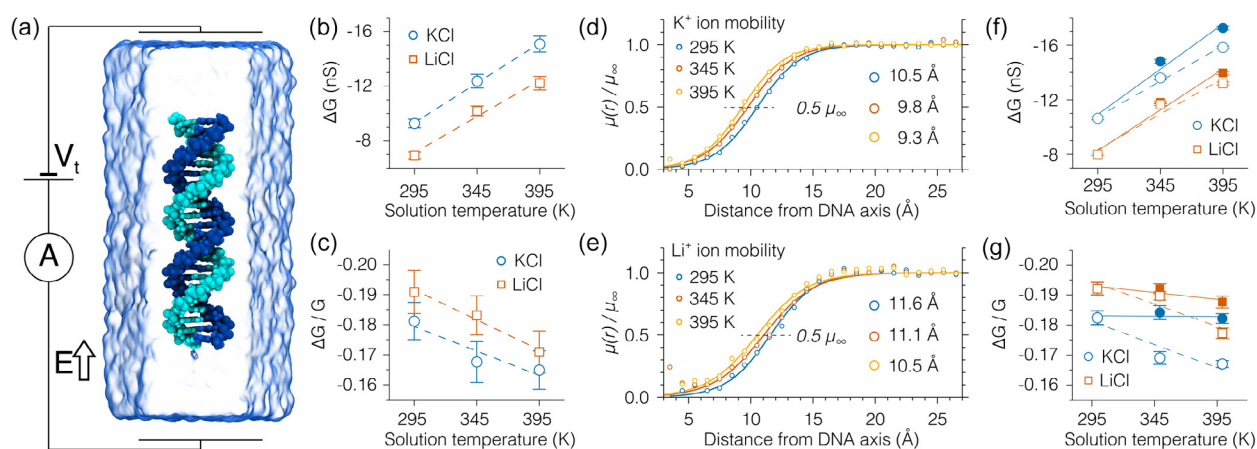 (a)
V_t
A
E
(b)
ΔG (nS)
-16
-12
-8
KCl
LiCl
295
345
395
Solution temperature (K)
(c)
ΔG / G
-0.20
-0.19
-0.18
-0.17
-0.16
KCl
LiCl
295
345
395
Solution temperature (K)
(d)
μ(r) / μ∞
1.0
0.5
0.0
K⁺ ion mobility
295 K
345 K
395 K
10.5 Å
9.8 Å
9.3 Å
0.5 μ∞
5
10
15
20
25
Distance from DNA axis (Å)
(e)
μ(r) / μ∞
1.0
0.5
0.0
Li⁺ ion mobility
295 K
345 K
395 K
11.6 Å
11.1 Å
10.5 Å
0.5 μ∞
5
10
15
20
25
Distance from DNA axis (Å)
(f)
ΔG (nS)
-16
-12
-8
KCl
LiCl
295
345
395
Solution temperature (K)
(g)
ΔG / G
-0.20
-0.19
-0.18
-0.17
-0.16
KCl
LiCl
295
345
395
Solution temperature (K)